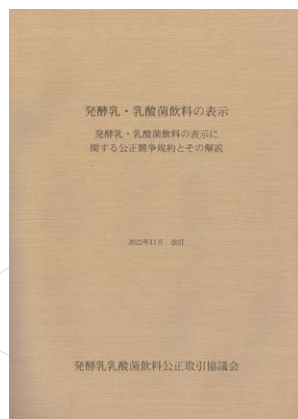 発酵乳・乳酸菌飲料の表示
発酵乳・乳酸菌飲料の表示に
関する公正競争規約とその解説
2022年11月 改訂
発酵乳乳酸菌飲料公正取引協議会